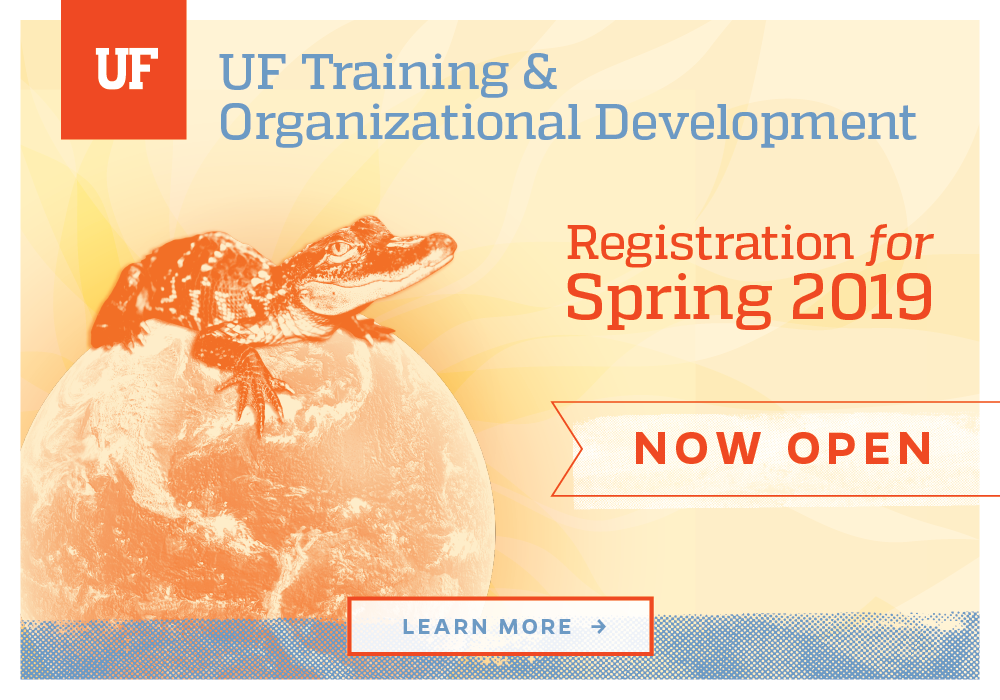 UF
UF Training &
Organizational Development
Registration for
Spring 2019
NOW OPEN
LEARN MORE →